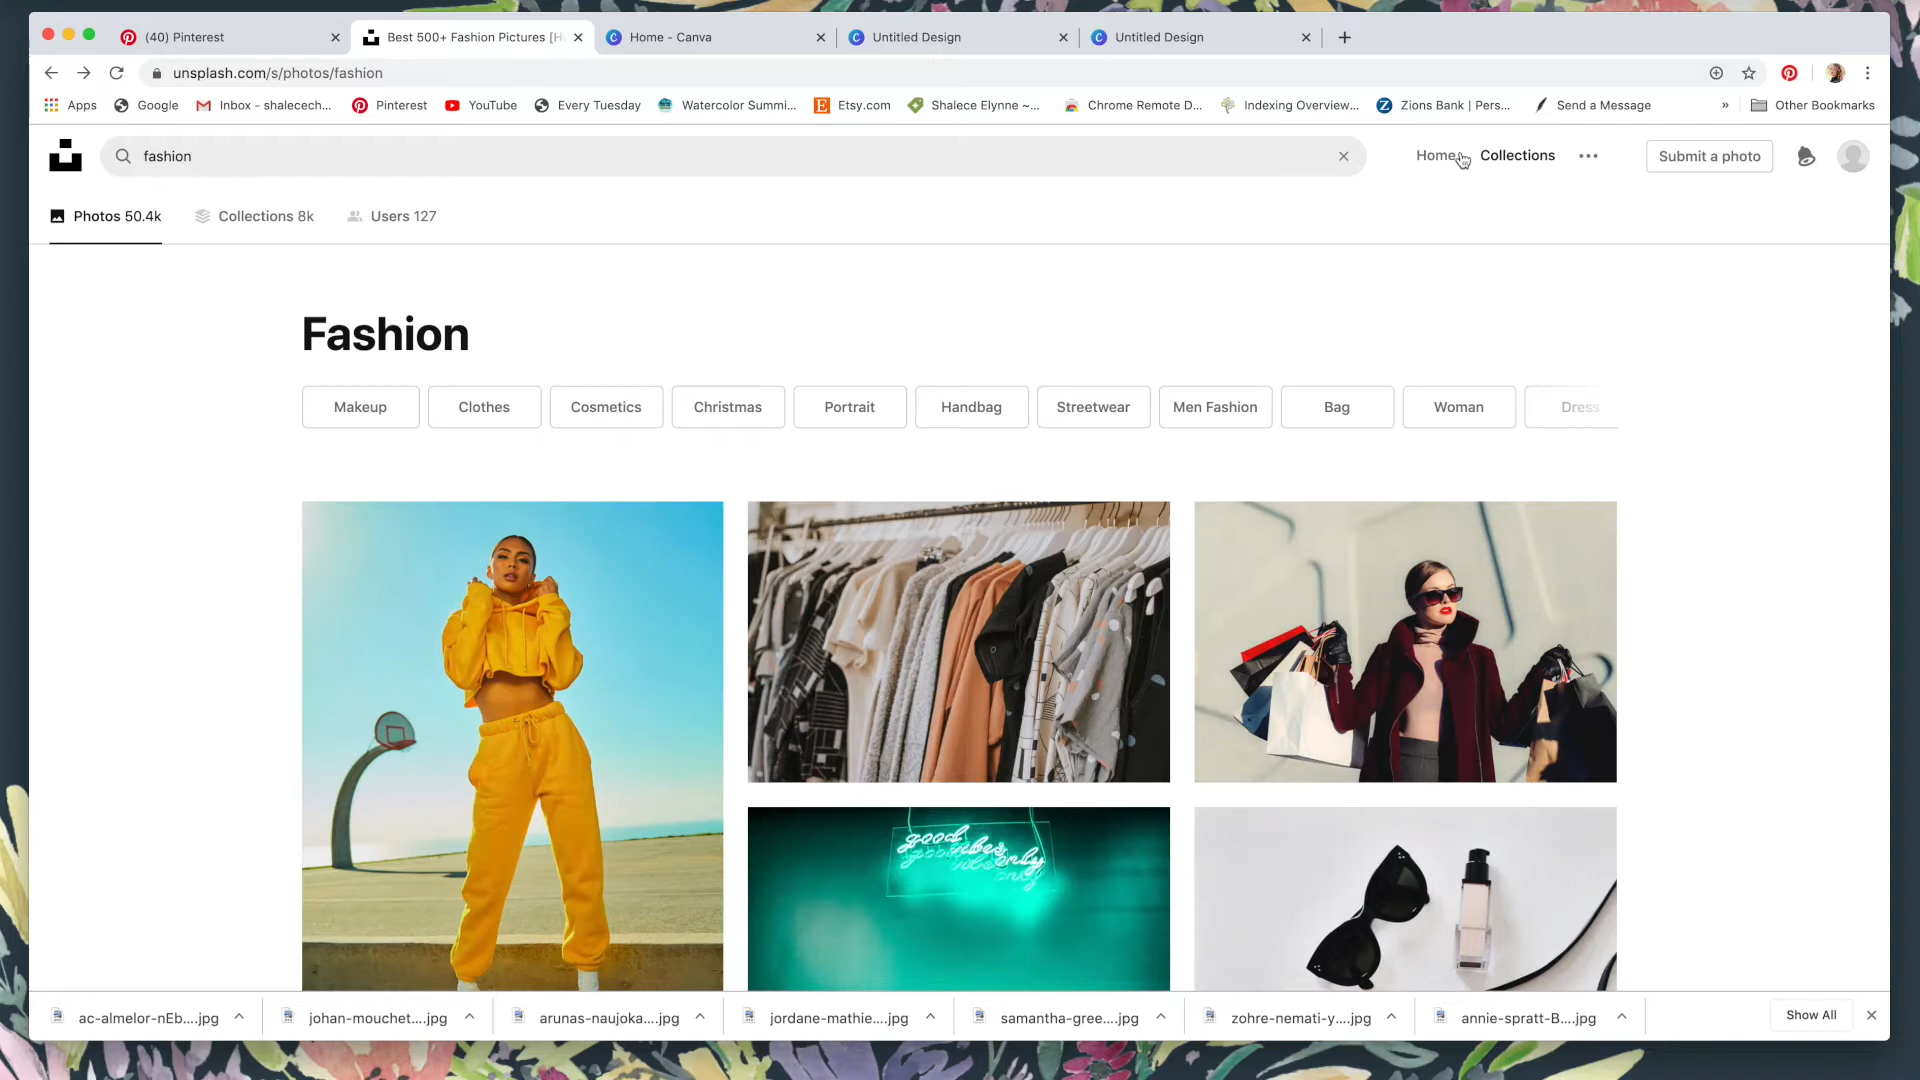 (40) Pinterest
Best 500+ Fashion Pictures [H
Home - Canva
Untitled Design
Untitled Design
unsplash.com/s/photos/fashion
Apps
Google
Inbox - shalecech...
Pinterest
YouTube
Every Tuesday
Watercolor Summi...
Etsy.com
Shalece Elynne ~...
Chrome Remote D...
Indexing Overview...
Zions Bank | Pers...
Send a Message
»
Other Bookmarks
fashion
Home
Collections
Submit a photo
Photos 50.4k
Collections 8k
Users 127
Fashion
Makeup
Clothes
Cosmetics
Christmas
Portrait
Handbag
Streetwear
Men Fashion
Bag
Woman
Dress
good
vibes only
ac-almelor-nEb....jpg
johan-mouchet....jpg
arunas-naujoka....jpg
jordane-mathie....jpg
samantha-gree....jpg
zohre-nemati-y....jpg
annie-spratt-B....jpg
Show All